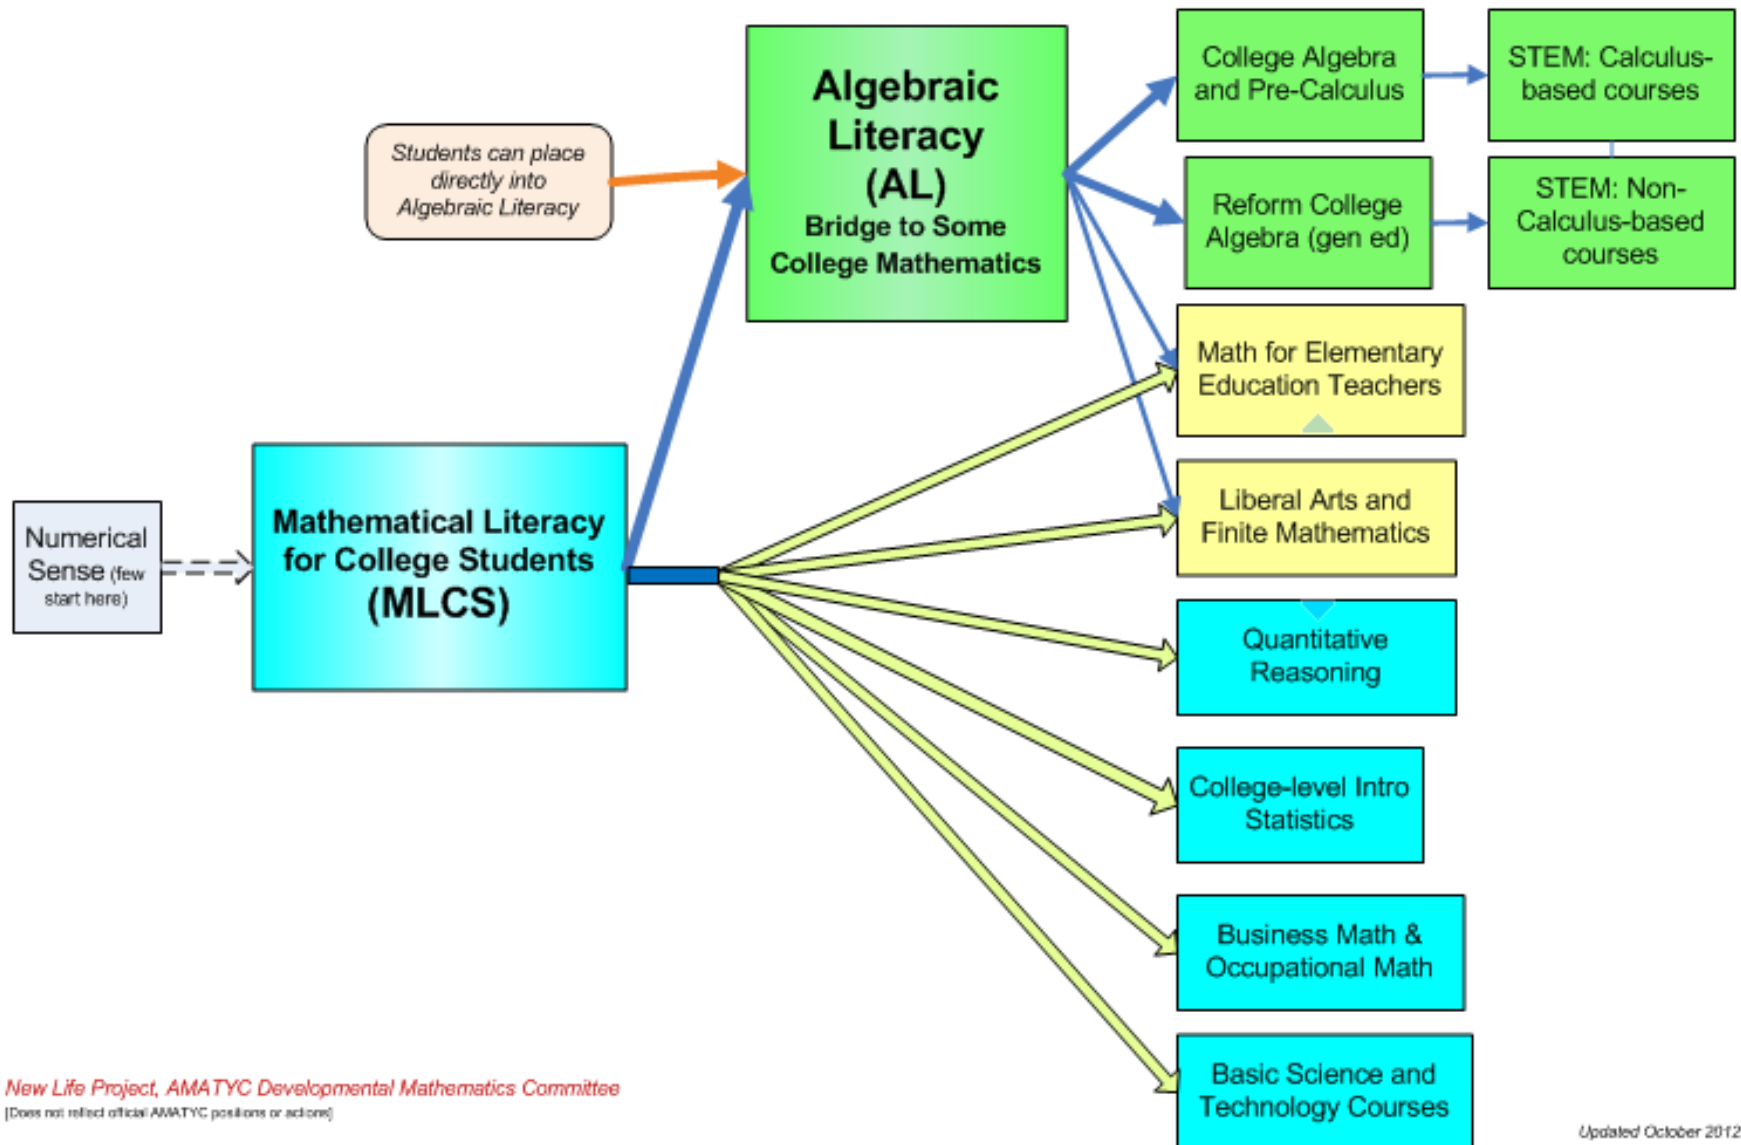 College Algebra
and Pre-Calculus
STEM: Calculus-
based courses
Algebraic
Literacy
(AL)
Bridge to Some
College Mathematics
Students can place
directly into
Algebraic Literacy
Reform College
Algebra (gen ed)
STEM: Non-
Calculus-based
courses
Math for Elementary
Education Teachers
Liberal Arts and
Finite Mathematics
Numerical
Sense (few
start here)
Mathematical Literacy
for College Students
(MLCS)
Quantitative
Reasoning
College-level Intro
Statistics
Business Math &
Occupational Math
Basic Science and
Technology Courses
New Life Project, AMATYC Developmental Mathematics Committee
[Does not reflect official AMATYC positions or actions]
Updated October 2012